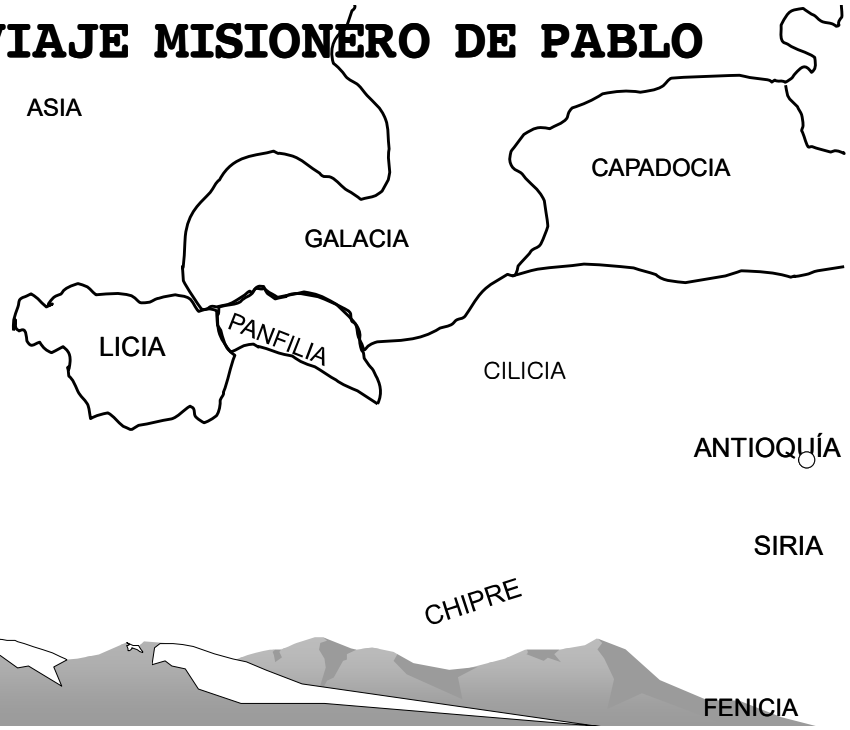 VIAJE MISIONERO DE PABLO
ASIA
CAPADOCIA
GALACIA
PANFILIA
LICIA
CILICIA
ANTIOQUÍA
SIRIA
CHIPRE
FENICIA